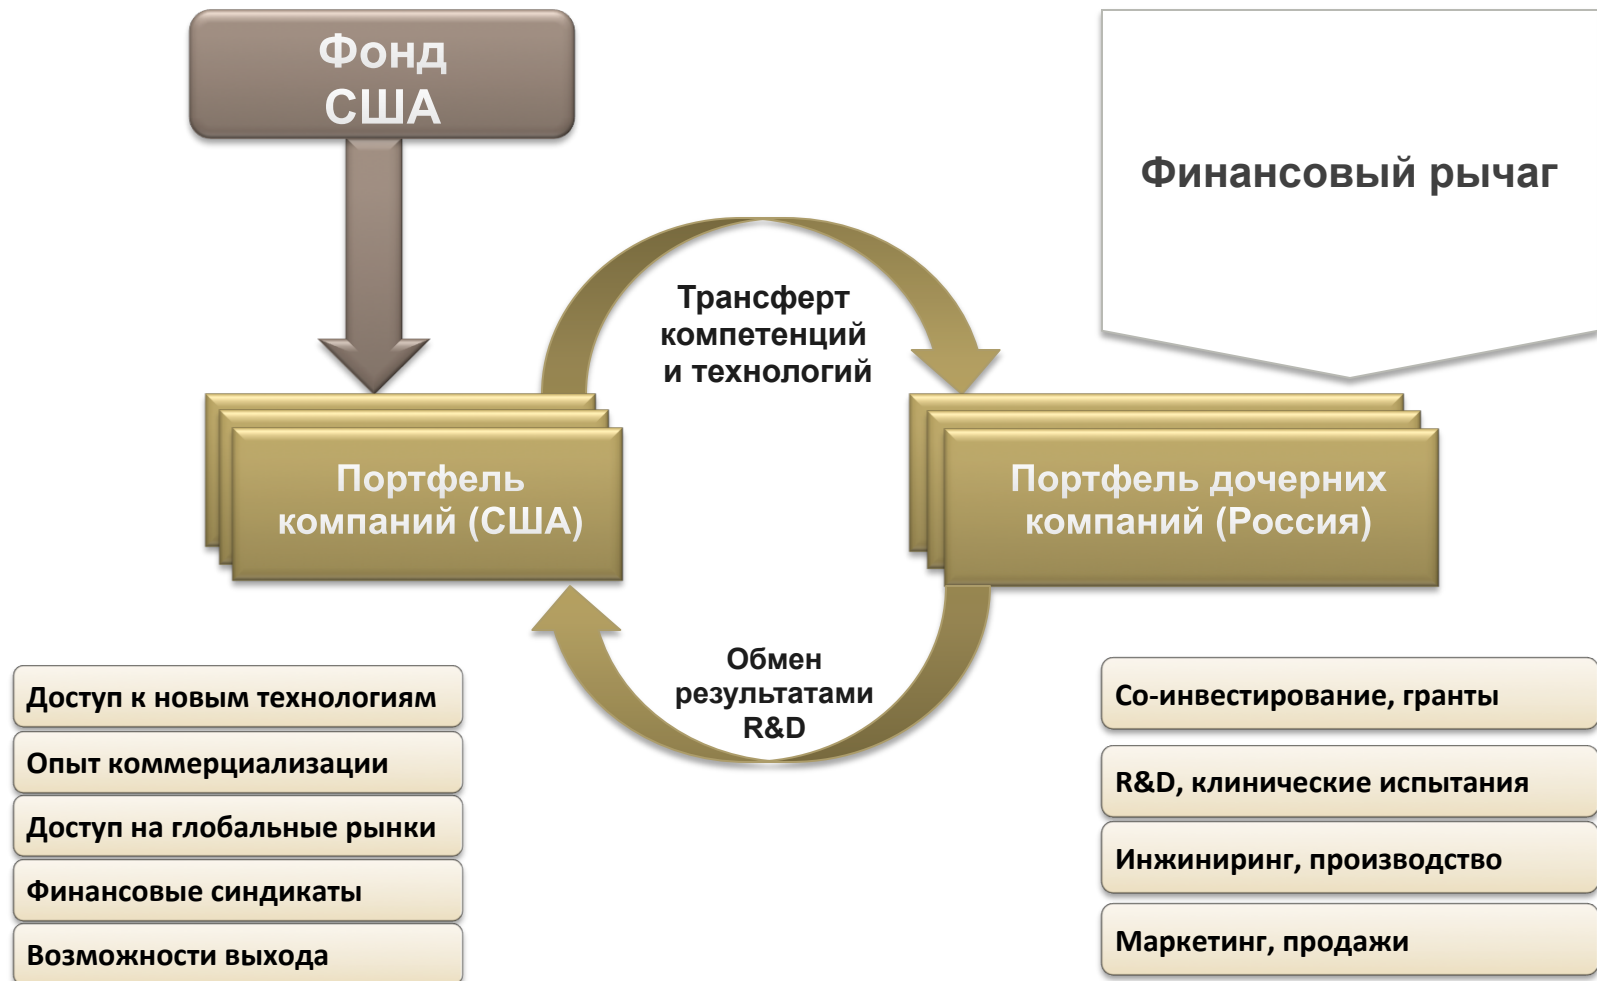 Фонд
США
Финансовый рычаг
Трансферт
компетенций
и технологий
Портфель
компаний (США)
Портфель дочерних
компаний (Россия)
Обмен
результатами
R&D
Доступ к новым технологиям
Опыт коммерциализации
Доступ на глобальные рынки
Финансовые синдикаты
Возможности выхода
Со-инвестирование, гранты
R&D, клинические испытания
Инжиниринг, производство
Маркетинг, продажи